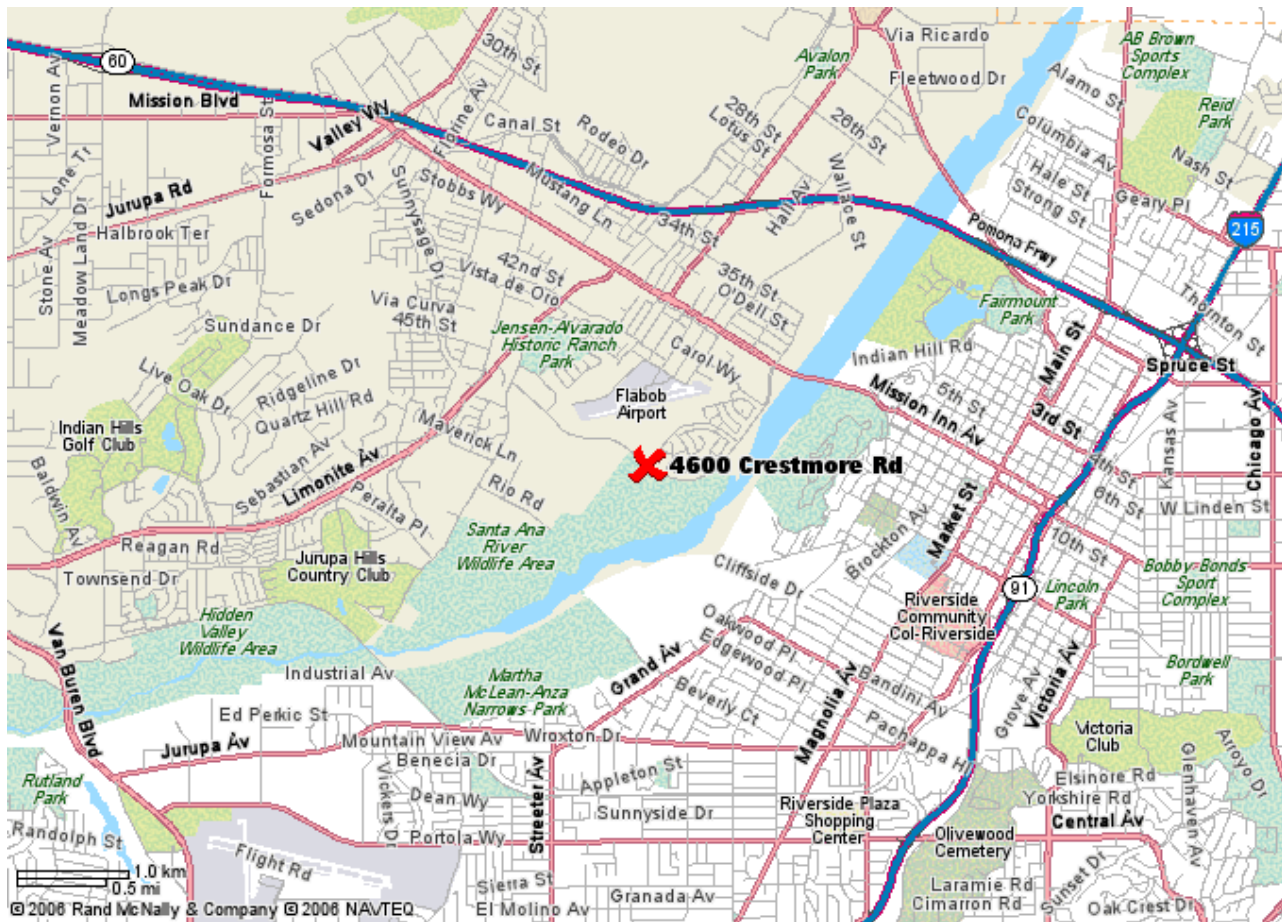 30th St
Via Ricardo
AB Brown
Sports
Complex
Avalon
Park
60
Vernon Av
Mission Blvd
Fleetwood Dr
Alamo St
Reid
Park
Formosa St
Valley Wy
Canal St
Rodeo Dr
28th St
Lotus St
26th St
Columbia Av
Nash St
Jurupa Rd
Sedona Dr
Sunnysage Dr
Stobbs Wy
Mustang Ln
Hall Av
Wallace St
Hale St
Strong St
Geary Pl
Stone Av
Meadow Land Dr
Halbrook Ter
34th St
Pomona Frwy
215
42nd St
Vista de Oro
35th St
O'Dell St
Longs Peak Dr
Via Curva
45th St
Fairmount
Park
Thornton St
Sundance Dr
Jensen-Alvarado
Historic Ranch
Park
Carol Wy
Indian Hill Rd
Main St
Spruce St
Live Oak Dr
Ridgeline Dr
Quartz Hill Rd
Flabob
Airport
Mission Inn Av
5th St
3rd St
Kansas Av
Chicago Av
Indian Hills
Golf Club
Maverick Ln
Baldwin Av
Sebastian Av
Limonite Av
4600 Crestmore Rd
4th St
6th St
Peralta Pl
Rio Rd
Market St
W Linden St
Reagan Rd
Santa Ana
River
Wildlife Area
Brockton Av
10th St
Jurupa Hills
Country Club
Townsend Dr
Cliffside Dr
91
Lincoln
Park
Bobby Bonds
Sport
Complex
Hidden
Valley
Wildlife Area
Riverside
Community
Col-Riverside
Oakwood Pl
Edgewood Pl
Van Buren Blvd
Industrial Av
Martha
McLean-Anza
Narrows Park
Grand Av
Beverly Ct
Magnolia Av
Bandini Av
Grove Av
Victoria Av
Bordwell
Park
Ed Perkic St
Jurupa Av
Mountain View Av
Wroxton Dr
Pachappa H
Victoria
Club
Arroyo Dr
Glenhaven Av
Benecia Dr
Rutland
Park
Vickers Dr
Streeter Av
Appleton St
Elsinore Rd
Dean Wy
Sunnyside Dr
Riverside Plaza
Shopping
Center
Yorkshire Rd
Central Av
Randolph St
Portola Wy
Olivewood
Cemetery
Flight Rd
1.0 km
0.5 mi
Sierra St
El Molino Av
Granada Av
Laramie Rd
Cimarron Rd
Sunset Dr
Oak Crest Dr
© 2006 Rand McNally & Company © 2006 NAVTEQ